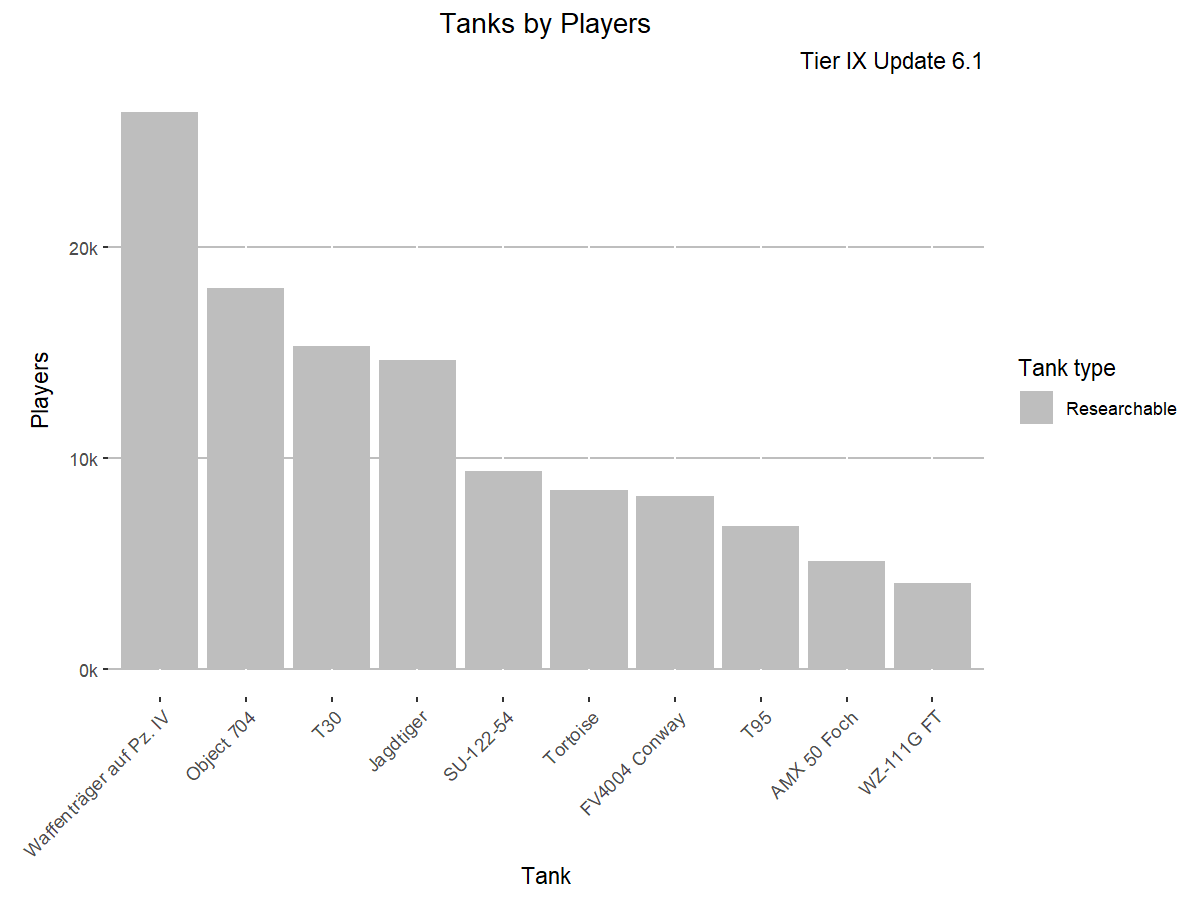 Tanks by Players
Tier IX Update 6.1
Players
20k
10k
0k
Waffenträger auf Pz. IV
Object 704
T30
Jagdtiger
SU-122-54
Tortoise
FV4004 Conway
T95
AMX 50 Foch
WZ-111G FT
Tank
Tank type
Researchable